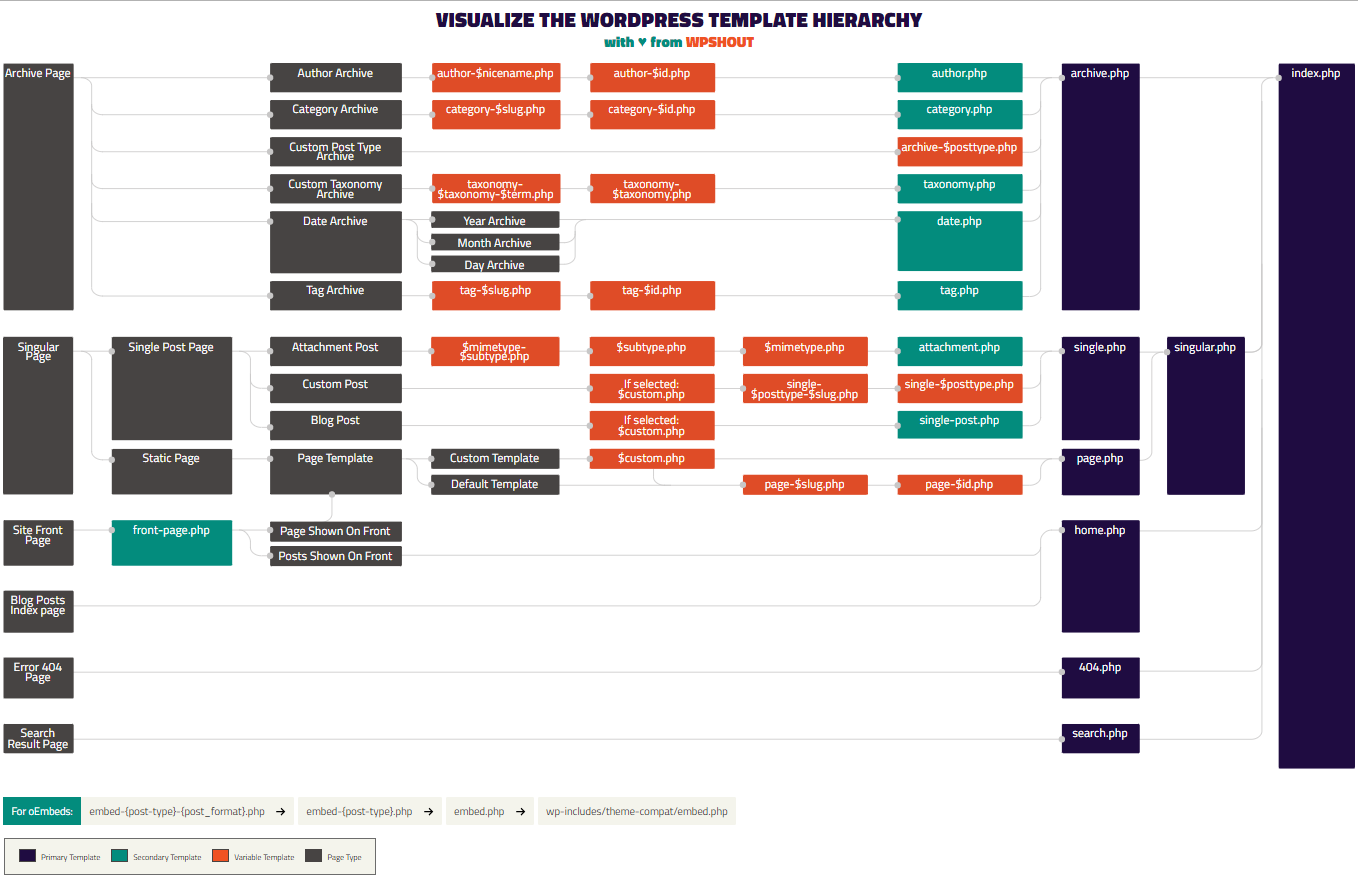 VISUALIZE THE WORDPRESS TEMPLATE HIERARCHY
with ♥ from WPSHOUT
Archive Page
Author Archive
author-$nicename.php
author-$id.php
author.php
archive.php
index.php
Category Archive
category-$slug.php
category-$id.php
category.php
Custom Post Type
Archive
archive-$posttype.php
Custom Taxonomy
Archive
taxonomy-
$taxonomy-$term.php
taxonomy-
$taxonomy.php
taxonomy.php
Date Archive
Year Archive
Month Archive
Day Archive
date.php
Tag Archive
tag-$slug.php
tag-$id.php
tag.php
Singular
Page
Single Post Page
Attachment Post
$mimetype-
$subtype.php
$subtype.php
$mimetype.php
attachment.php
single.php
singular.php
Custom Post
If selected:
$custom.php
single-
$posttype-$slug.php
single-$posttype.php
Blog Post
If selected:
$custom.php
single-post.php
Static Page
Page Template
Custom Template
$custom.php
page.php
Default Template
page-$slug.php
page-$id.php
Site Front
Page
front-page.php
Page Shown On Front
Posts Shown On Front
home.php
Blog Posts
Index page
Error 404
Page
404.php
Search
Result Page
search.php
For oEmbeds:
embed-{post-type}-{post_format}.php →
embed-{post-type}.php →
embed.php →
wp-includes/theme-compat/embed.php
Primary Template
Secondary Template
Variable Template
Page Type